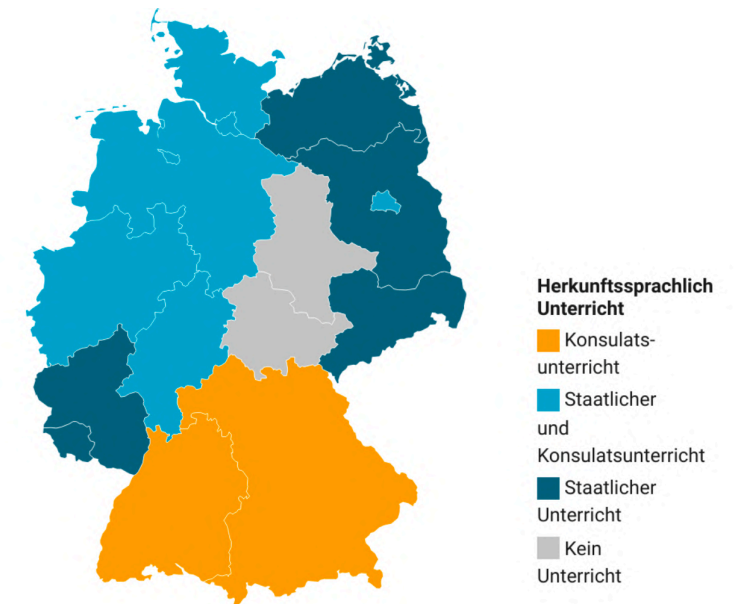 Herkunftssprachlich
Unterricht
Konsulats-
unterricht
Staatlicher
und
Konsulatsunterricht
Staatlicher
Unterricht
Kein
Unterricht